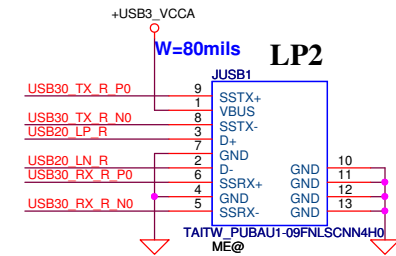 +USB3_VCCA
W=80mils
LP2
JUSB1
USB30_TX_R_P0 9 SSTX+
1 VBUS
USB30_TX_R_N0 8 SSTX-
USB20_LP_R 3 D+
7 GND
USB20_LN_R 2 D- GND 10
USB30_RX_R_P0 6 SSRX+ GND 11
4 GND GND 12
USB30_RX_R_N0 5 SSRX- GND 13
TAITW_PUBAU1-09FNLSCNN4H0
ME@